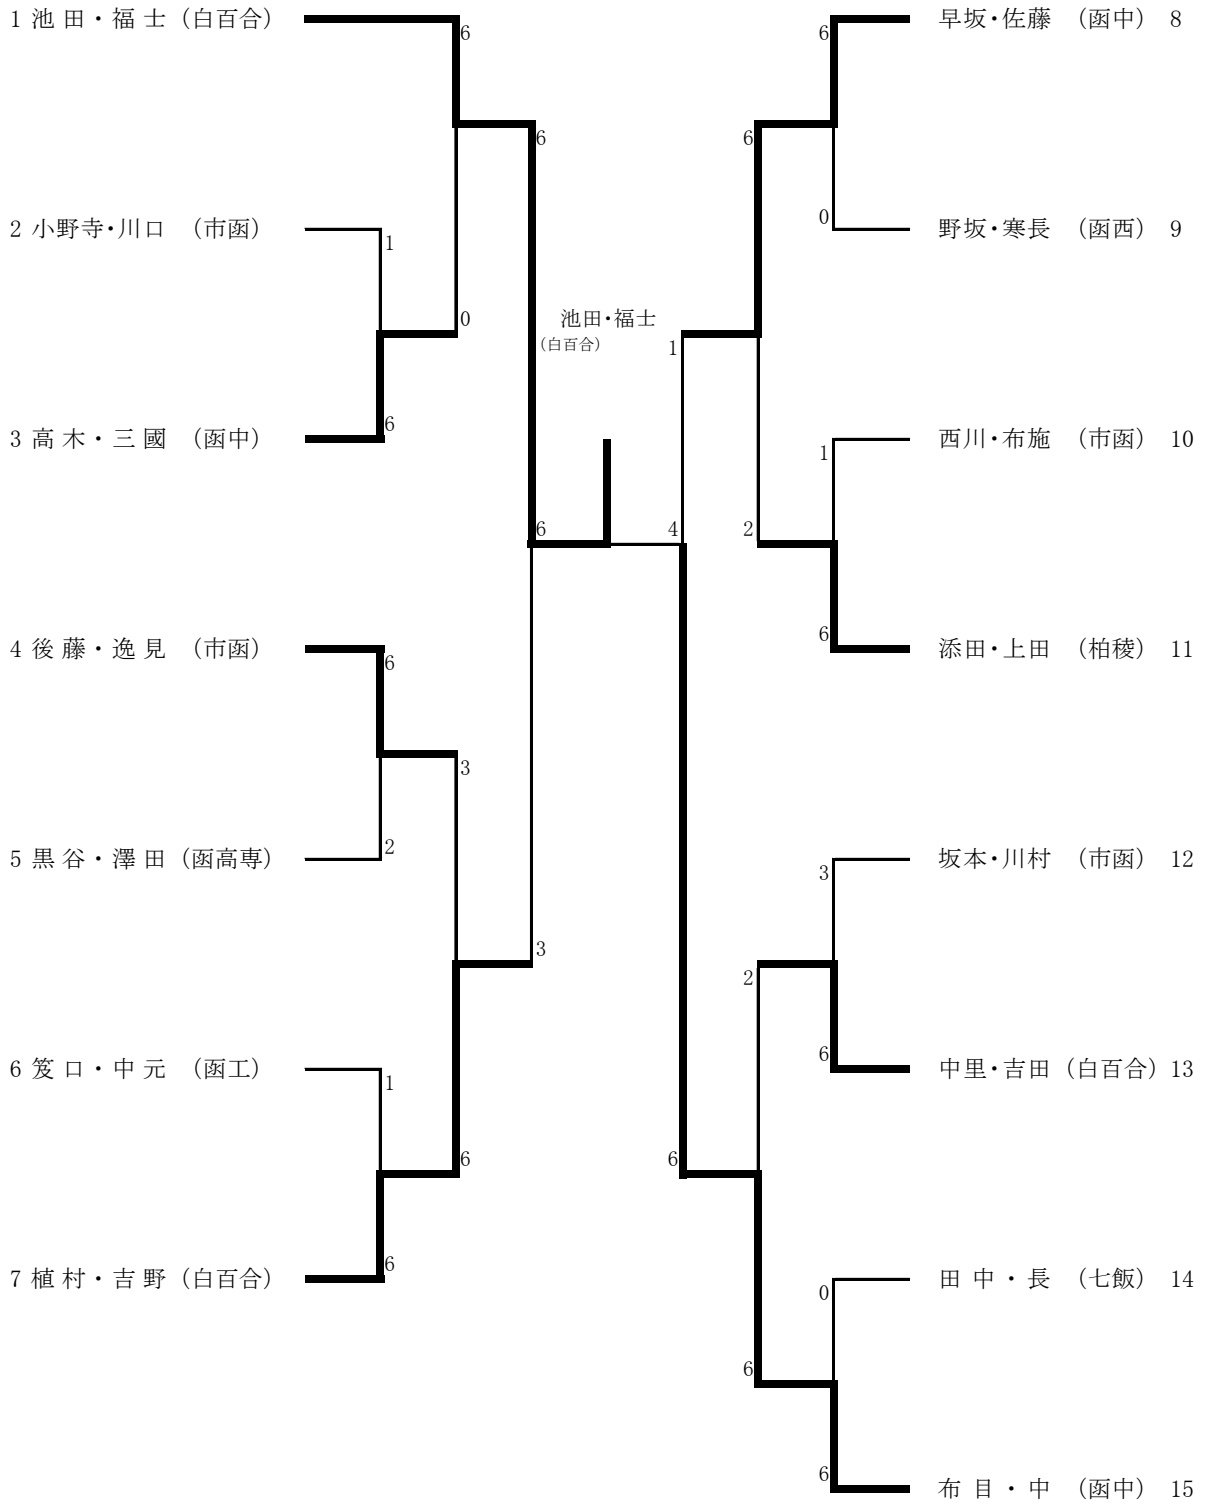 1 池 田 ・ 福 士 (白百合)
6
6
2 小野寺・川口 (市函)
1
0
3 高 木 ・ 三 國 (函中)
6
6
4 後 藤 ・ 逸 見 (市函)
6
3
5 黒 谷 ・ 澤 田 (函高専)
2
3
6 笈 口 ・ 中 元 (函工)
1
6
7 植 村 ・ 吉 野 (白百合)
6
池田・福士
(白百合)
早坂・佐藤 (函中) 8
6
6
野坂・寒長 (函西) 9
0
1
西川・布施 (市函) 10
1
4
2
添田・上田 (柏稜) 11
6
坂本・川村 (市函) 12
3
2
中里・吉田 (白百合) 13
6
6
田 中 ・ 長 (七飯) 14
0
6
布 目 ・ 中 (函中) 15
6